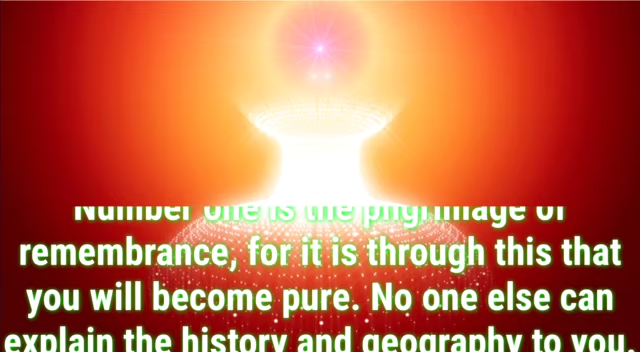 Number one is the pilgrimage of
remembrance, for it is through this that
you will become pure. No one else can
explain the history and geography to you.